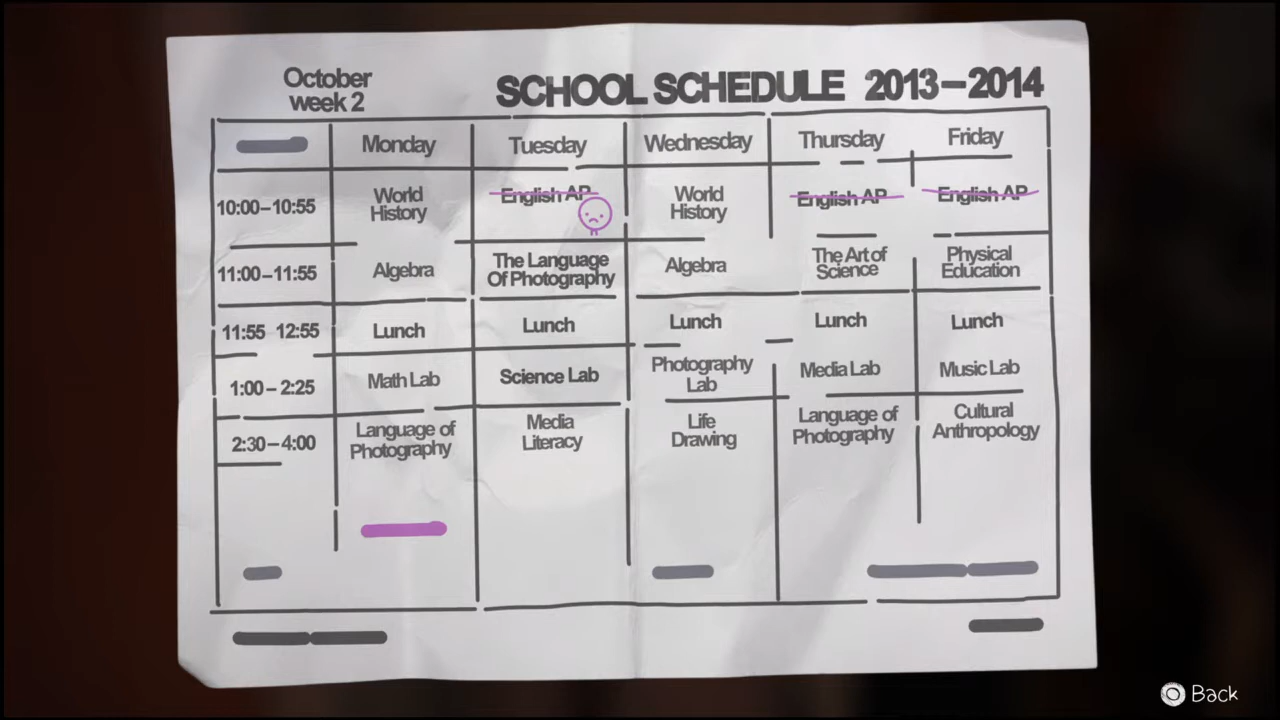 October
week 2
SCHOOL SCHEDULE 2013-2014
Monday Tuesday Wednesday Thursday Friday
10:00-10:55 World History English AP World History English AP English AP
11:00-11:55 Algebra The Language Of Photography Algebra The Art of Science Physical Education
11:55 12:55 Lunch Lunch Lunch Lunch Lunch
1:00-2:25 Math Lab Science Lab Photography Lab Media Lab Music Lab
2:30-4:00 Language of Photography Media Literacy Life Drawing Language of Photography Cultural Anthropology
Back